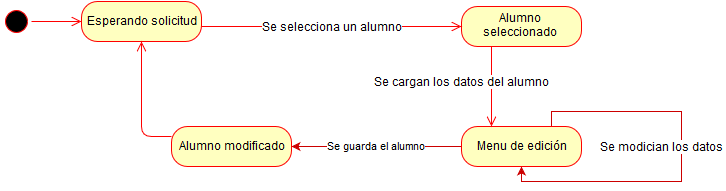 Esperando solicitud
Se selecciona un alumno
Alumno
seleccionado
Se cargan los datos del alumno
Menu de edición
Se modician los datos
Se guarda el alumno
Alumno modificado